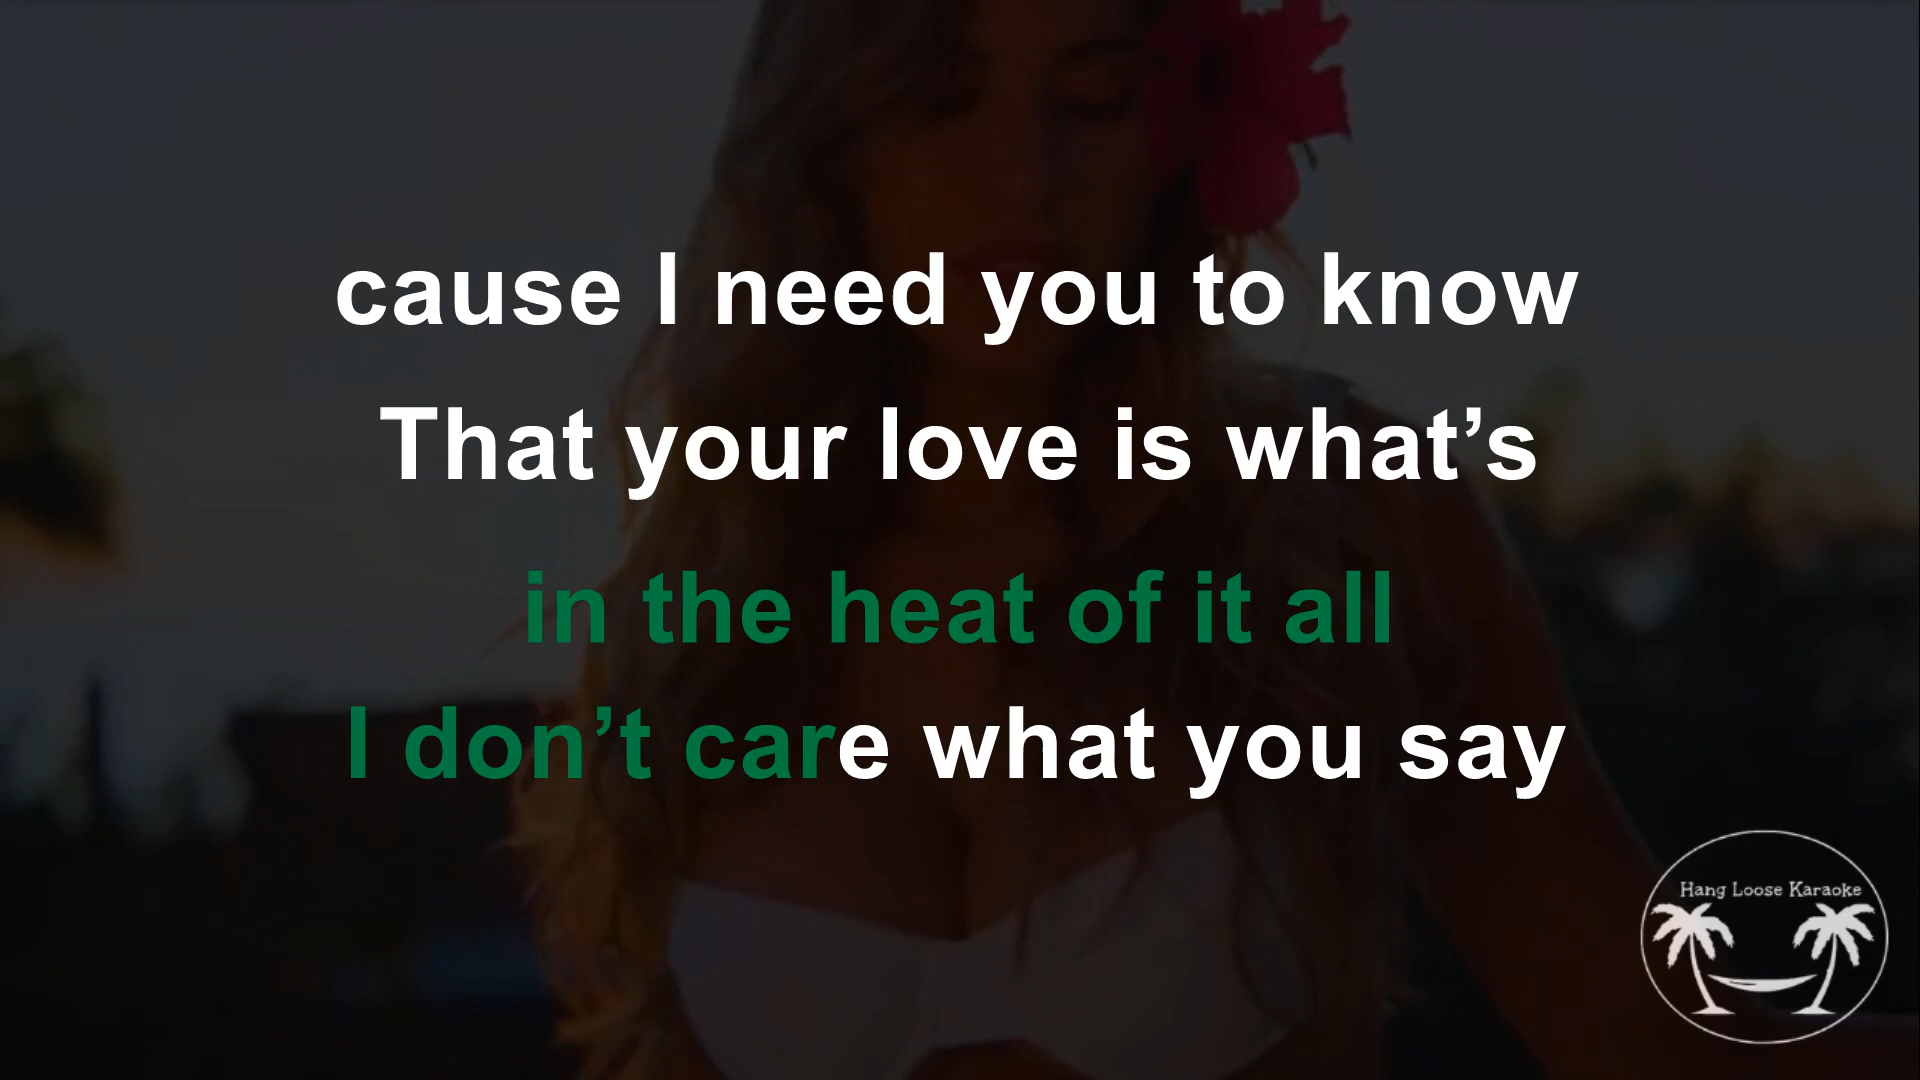 cause I need you to know
That your love is what’s
in the heat of it all
I don’t care what you say
Hang Loose Karaoke